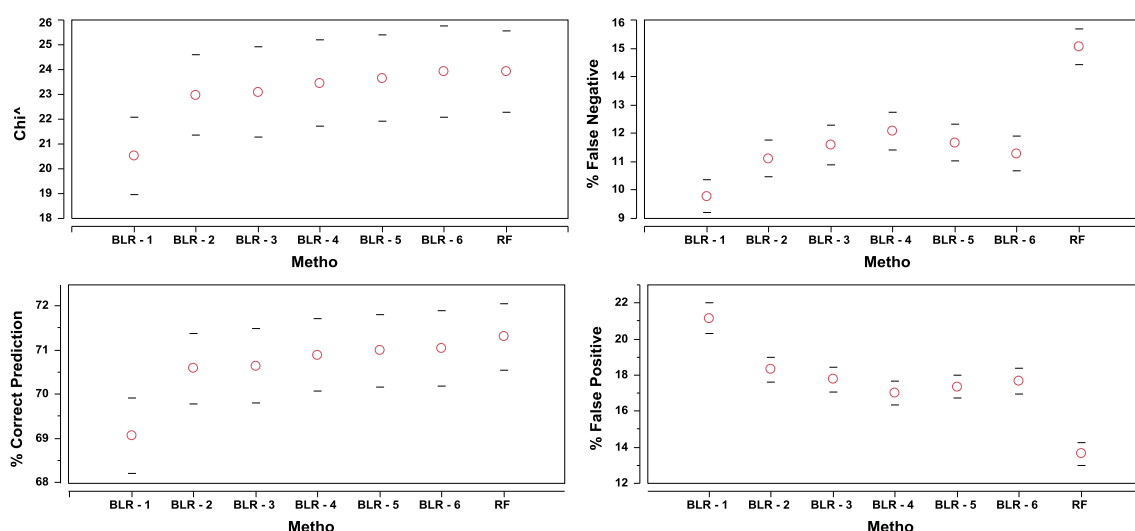 26
25
24
23
22
21
20
19
18
Chi^
BLR - 1 BLR - 2 BLR - 3 BLR - 4 BLR - 5 BLR - 6 RF
Metho
16
15
14
13
12
11
10
9
% False Negative
BLR - 1 BLR - 2 BLR - 3 BLR - 4 BLR - 5 BLR - 6 RF
Metho
72
71
70
69
68
% Correct Prediction
BLR - 1 BLR - 2 BLR - 3 BLR - 4 BLR - 5 BLR - 6 RF
Metho
22
20
18
16
14
12
% False Positive
BLR - 1 BLR - 2 BLR - 3 BLR - 4 BLR - 5 BLR - 6 RF
Metho